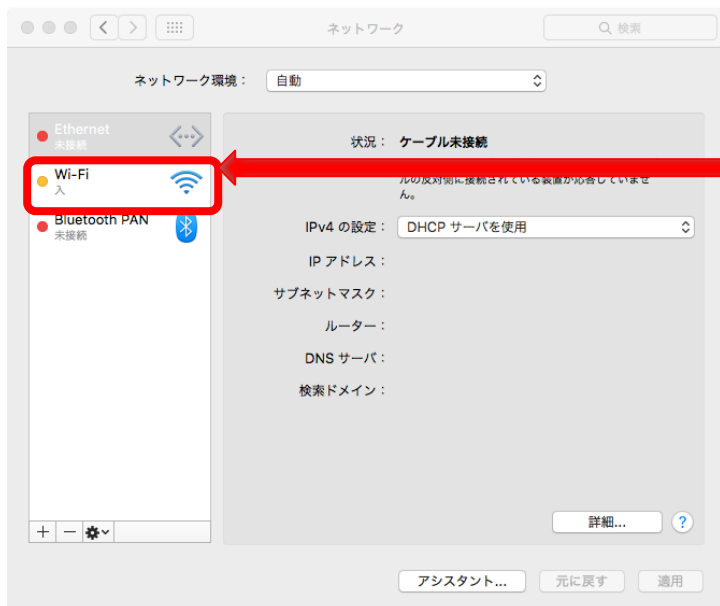 ネットワーク
検索
ネットワーク環境： 自動
Ethernet
未接続
Wi-Fi
入
Bluetooth PAN
未接続
状況： ケーブル未接続
ルの反対側に接続されている装置が応答していませ
ん。
IPv4 の設定： DHCP サーバを使用
IP アドレス：
サブネットマスク：
ルーター：
DNS サーバ：
検索ドメイン：
詳細... ?
アシスタント... 元に戻す 適用